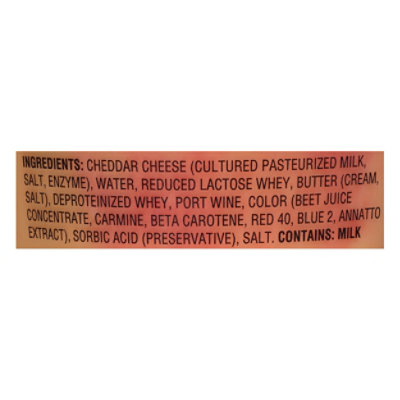 INGREDIENTS: CHEDDAR CHEESE (CULTURED PASTEURIZED MILK,
SALT, ENZYME), WATER, REDUCED LACTOSE WHEY, BUTTER (CREAM,
SALT), DEPROTEINIZED WHEY, PORT WINE, COLOR (BEET JUICE
CONCENTRATE, CARMINE, BETA CAROTENE, RED 40, BLUE 2, ANNATTO
EXTRACT), SORBIC ACID (PRESERVATIVE), SALT. CONTAINS: MILK